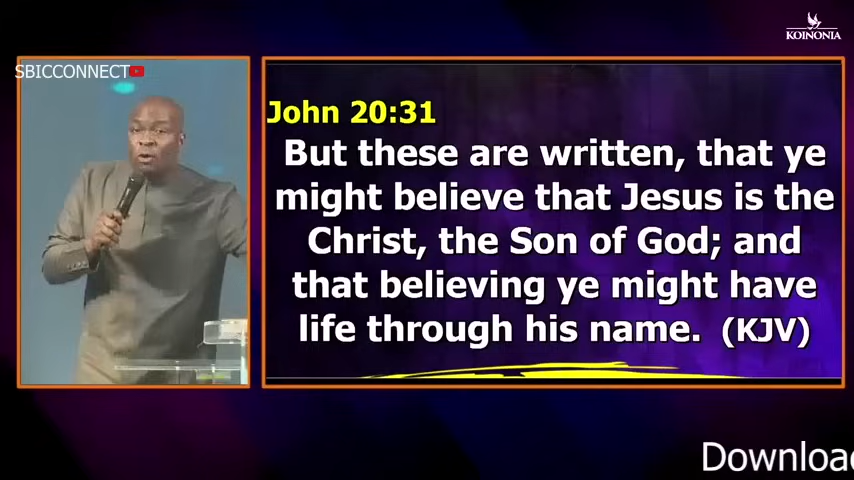 KOINONIA
SBICCONNECT
John 20:31
But these are written, that ye
might believe that Jesus is the
Christ, the Son of God; and
that believing ye might have
life through his name. (KJV)
Download